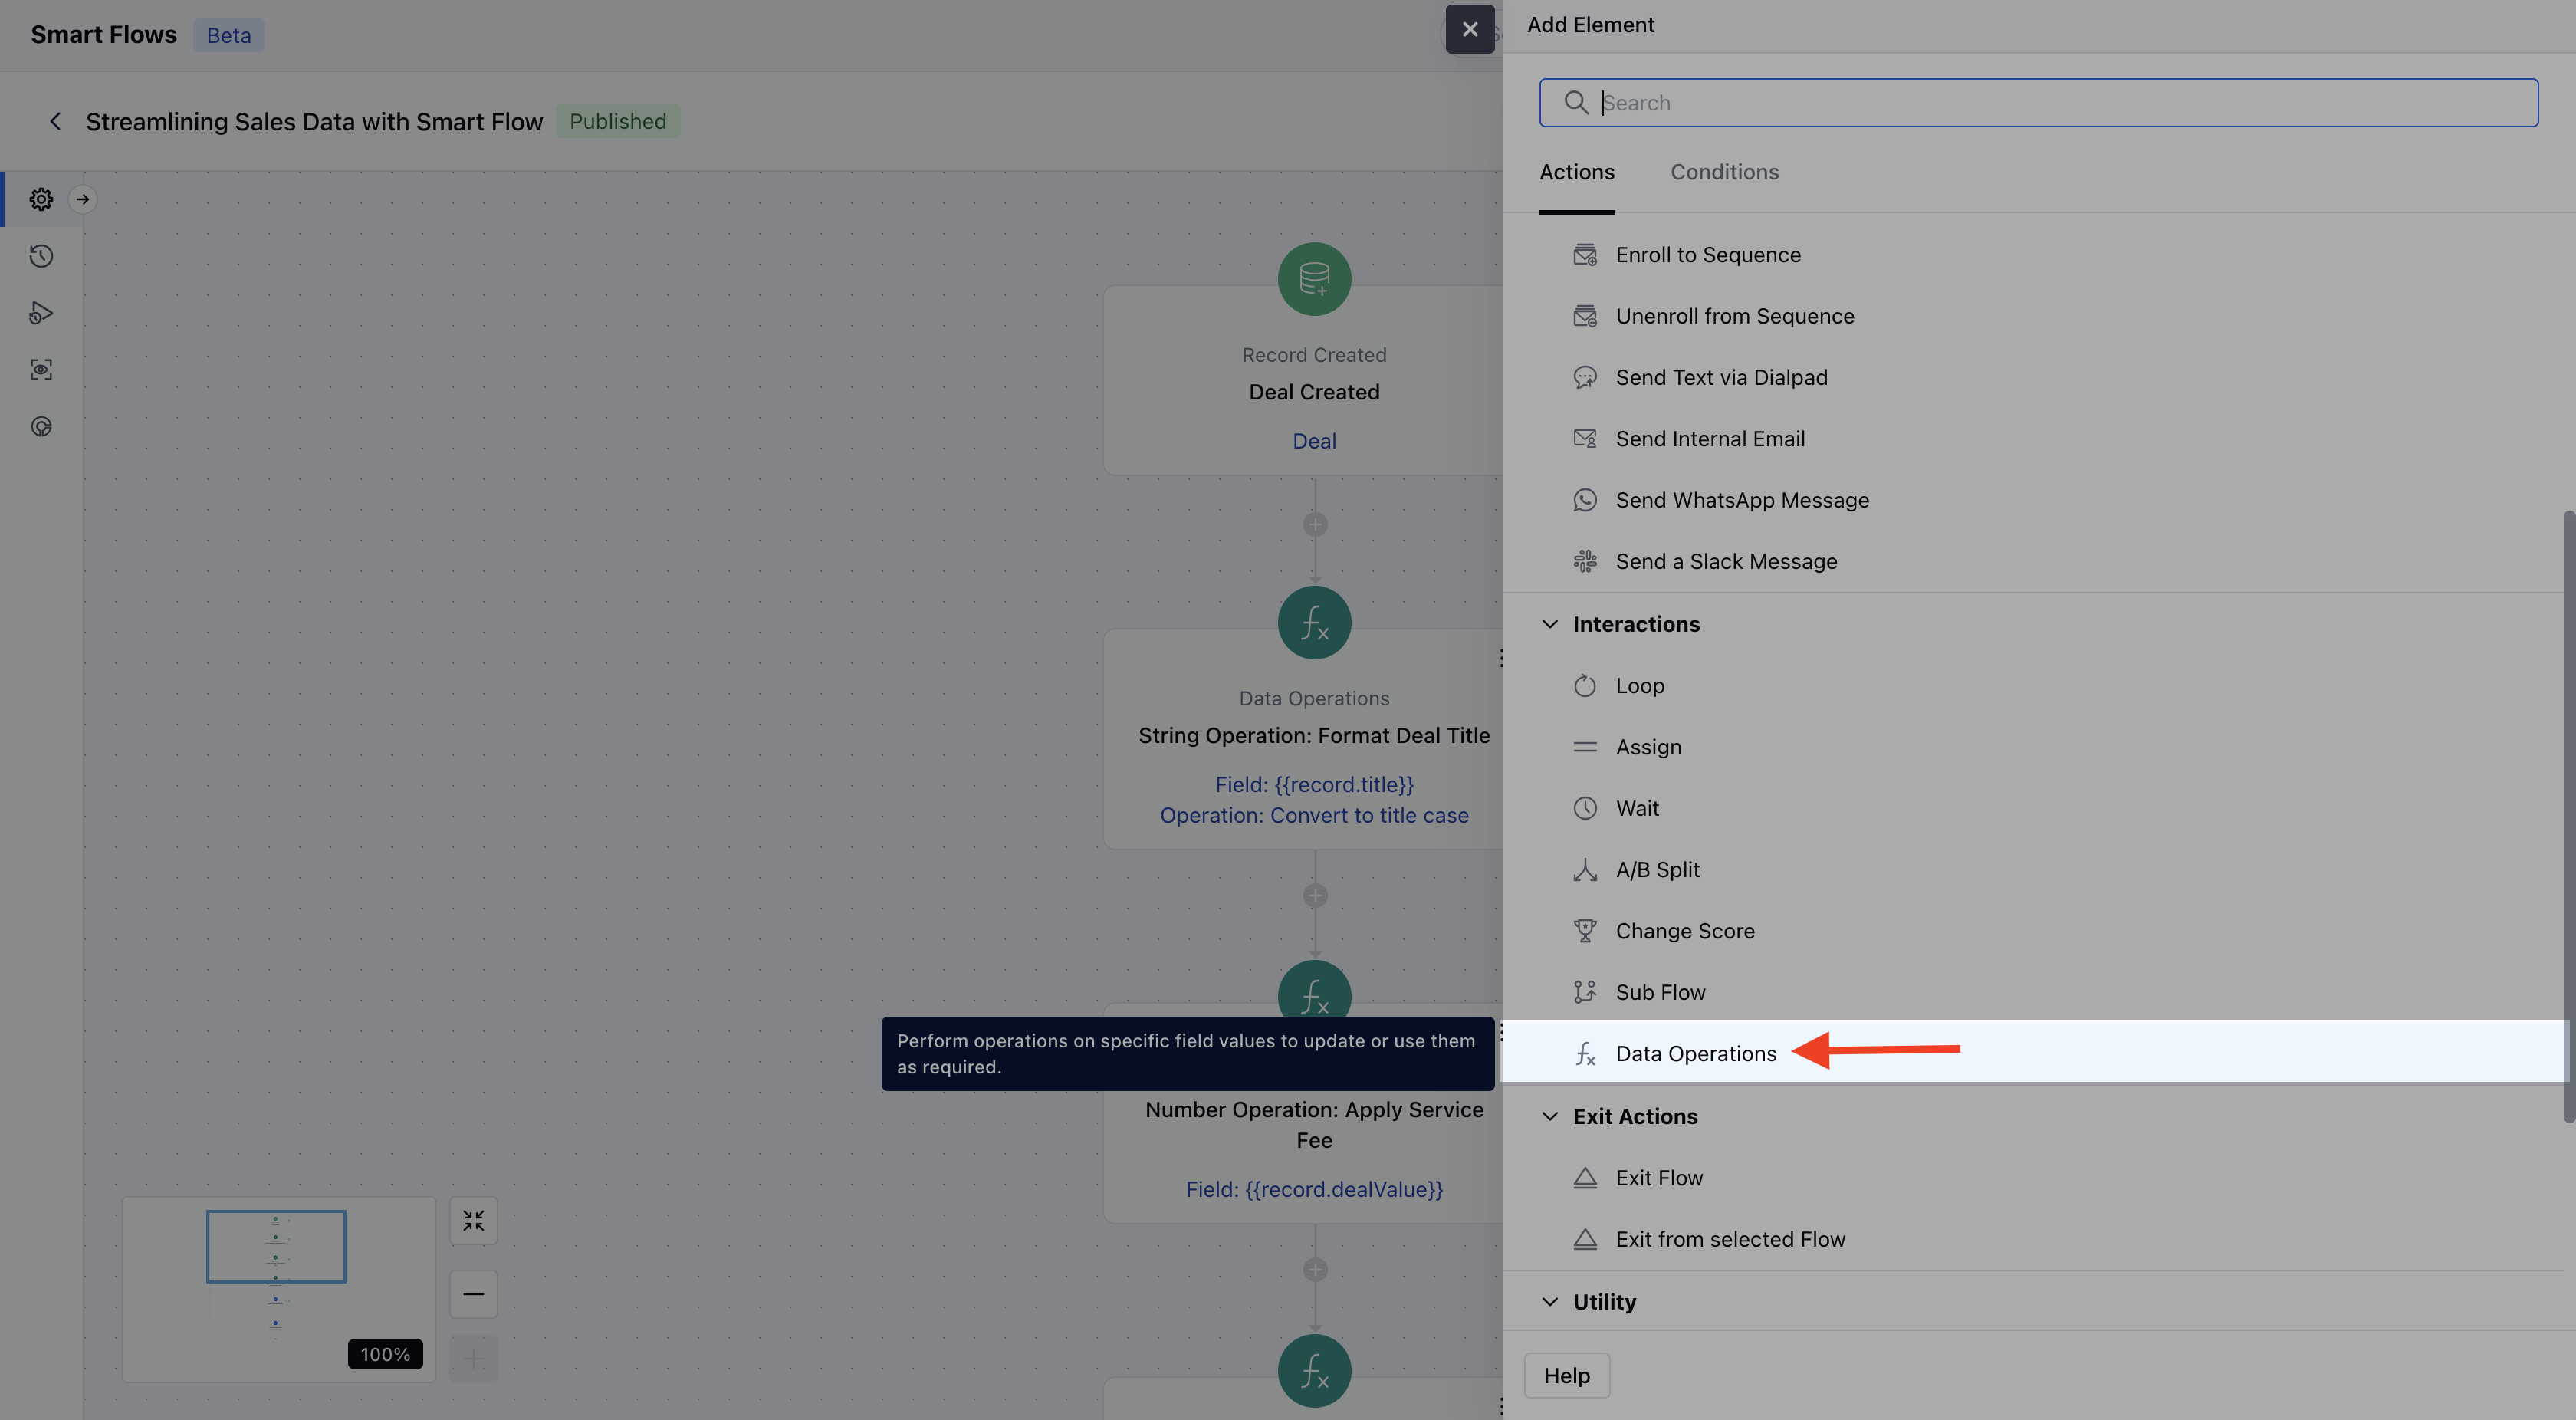 Smart Flows
Beta
Streamlining Sales Data with Smart Flow
Published
Record Created
Deal Created
Deal
Data Operations
String Operation: Format Deal Title
Field: {{record.title}}
Operation: Convert to title case
Perform operations on specific field values to update or use them
as required.
Number Operation: Apply Service
Fee
Field: {{record.dealValue}}
100%
Add Element
Search
Actions
Conditions
Enroll to Sequence
Unenroll from Sequence
Send Text via Dialpad
Send Internal Email
Send WhatsApp Message
Send a Slack Message
Interactions
Loop
Assign
Wait
A/B Split
Change Score
Sub Flow
Data Operations
Exit Actions
Exit Flow
Exit from selected Flow
Utility
Help